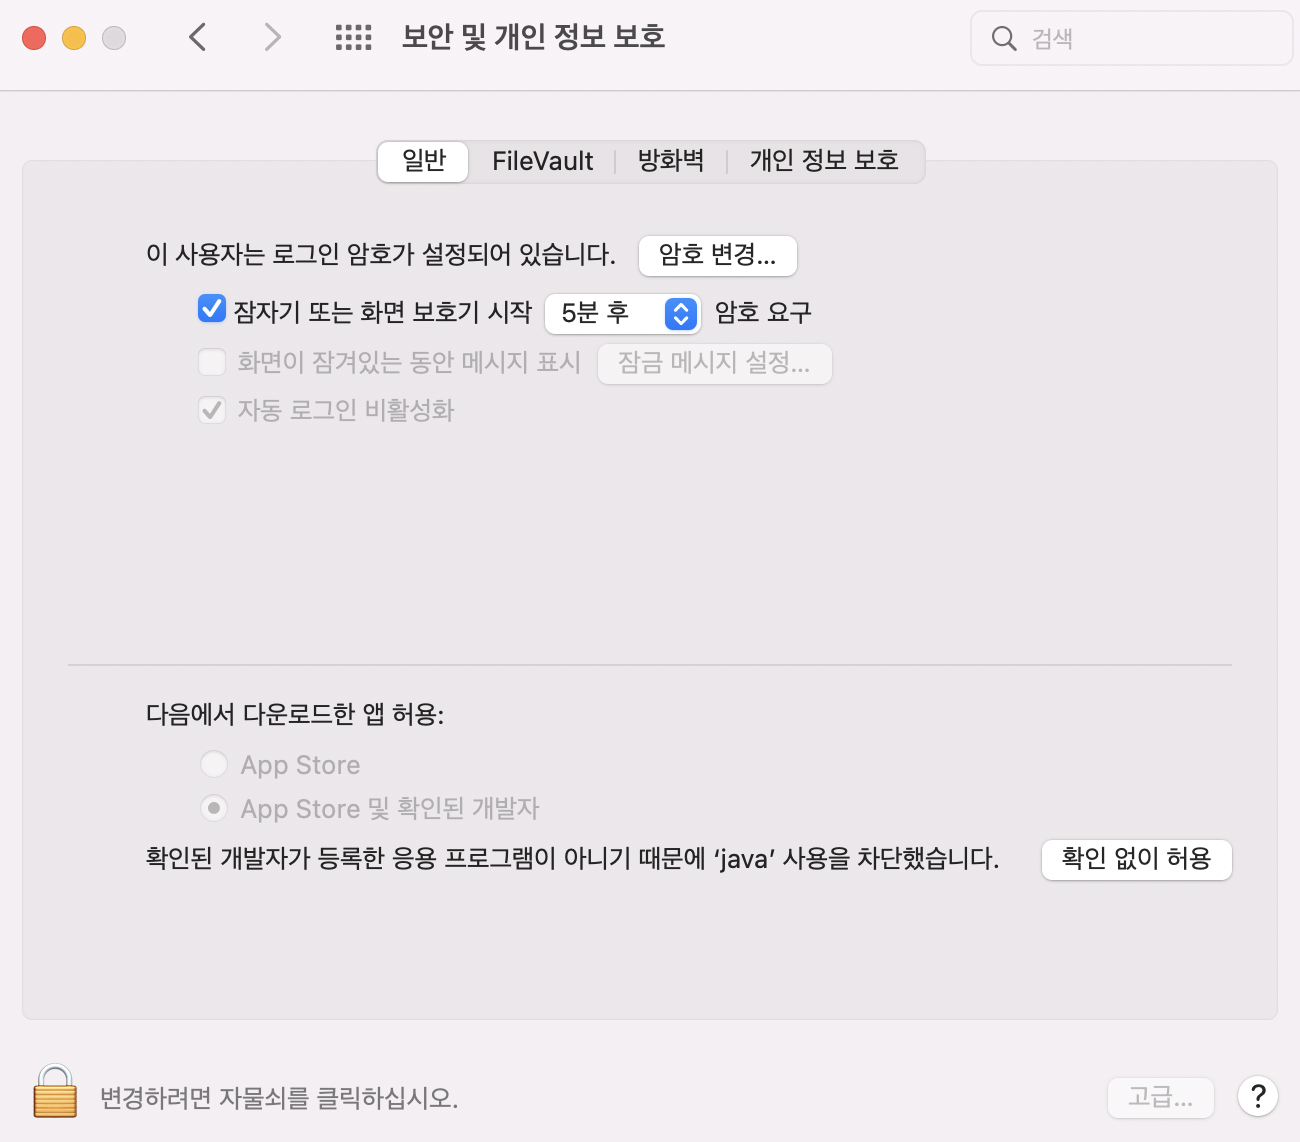 보안 및 개인 정보 보호
검색
일반 FileVault 방화벽 개인 정보 보호
이 사용자는 로그인 암호가 설정되어 있습니다. 암호 변경...
잠자기 또는 화면 보호기 시작 5분 후 암호 요구
화면이 잠겨있는 동안 메시지 표시 잠금 메시지 설정...
자동 로그인 비활성화
다음에서 다운로드한 앱 허용:
App Store
App Store 및 확인된 개발자
확인된 개발자가 등록한 응용 프로그램이 아니기 때문에 ‘java’ 사용을 차단했습니다. 확인 없이 허용
변경하려면 자물쇠를 클릭하십시오. 고급... ?